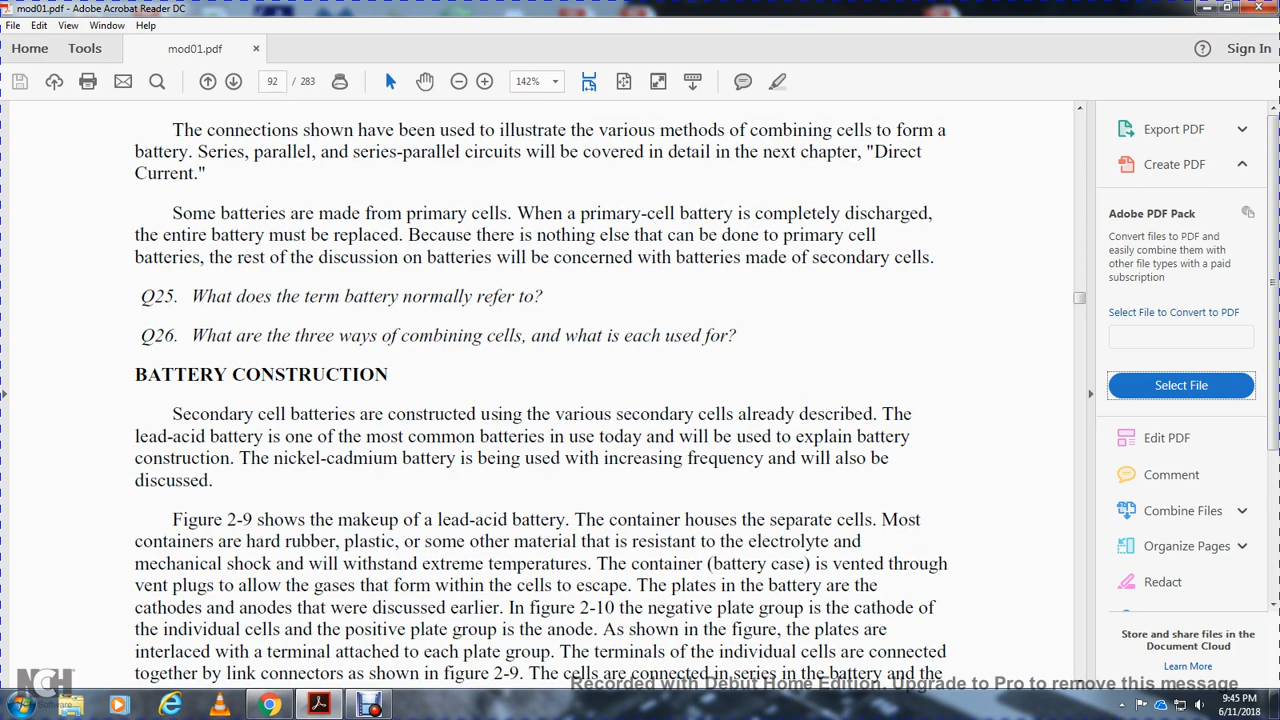 mod01.pdf - Adobe Acrobat Reader DC
File Edit View Window Help
Home Tools mod01.pdf × Sign In
92 / 283 142%
The connections shown have been used to illustrate the various methods of combining cells to form a
battery. Series, parallel, and series-parallel circuits will be covered in detail in the next chapter, "Direct
Current."
Some batteries are made from primary cells. When a primary-cell battery is completely discharged,
the entire battery must be replaced. Because there is nothing else that can be done to primary cell
batteries, the rest of the discussion on batteries will be concerned with batteries made of secondary cells.
Q25. What does the term battery normally refer to?
Q26. What are the three ways of combining cells, and what is each used for?
BATTERY CONSTRUCTION
Secondary cell batteries are constructed using the various secondary cells already described. The
lead-acid battery is one of the most common batteries in use today and will be used to explain battery
construction. The nickel-cadmium battery is being used with increasing frequency and will also be
discussed.
Figure 2-9 shows the makeup of a lead-acid battery. The container houses the separate cells. Most
containers are hard rubber, plastic, or some other material that is resistant to the electrolyte and
mechanical shock and will withstand extreme temperatures. The container (battery case) is vented through
vent plugs to allow the gases that form within the cells to escape. The plates in the battery are the
cathodes and anodes that were discussed earlier. In figure 2-10 the negative plate group is the cathode of
the individual cells and the positive plate group is the anode. As shown in the figure, the plates are
interlaced with a terminal attached to each plate group. The terminals of the individual cells are connected
together by link connectors as shown in figure 2-9. The cells are connected in series in the battery and the
Export PDF
Create PDF
Adobe PDF Pack
Convert files to PDF and
easily combine them with
other file types with a paid
subscription
Select File to Convert to PDF
Select File
Edit PDF
Comment
Combine Files
Organize Pages
Redact
Store and share files in the
Document Cloud
Learn More
NCH
Software
Recorded with Debut Home Edition. Upgrade to Pro to remove this message
9:45 PM
6/11/2018